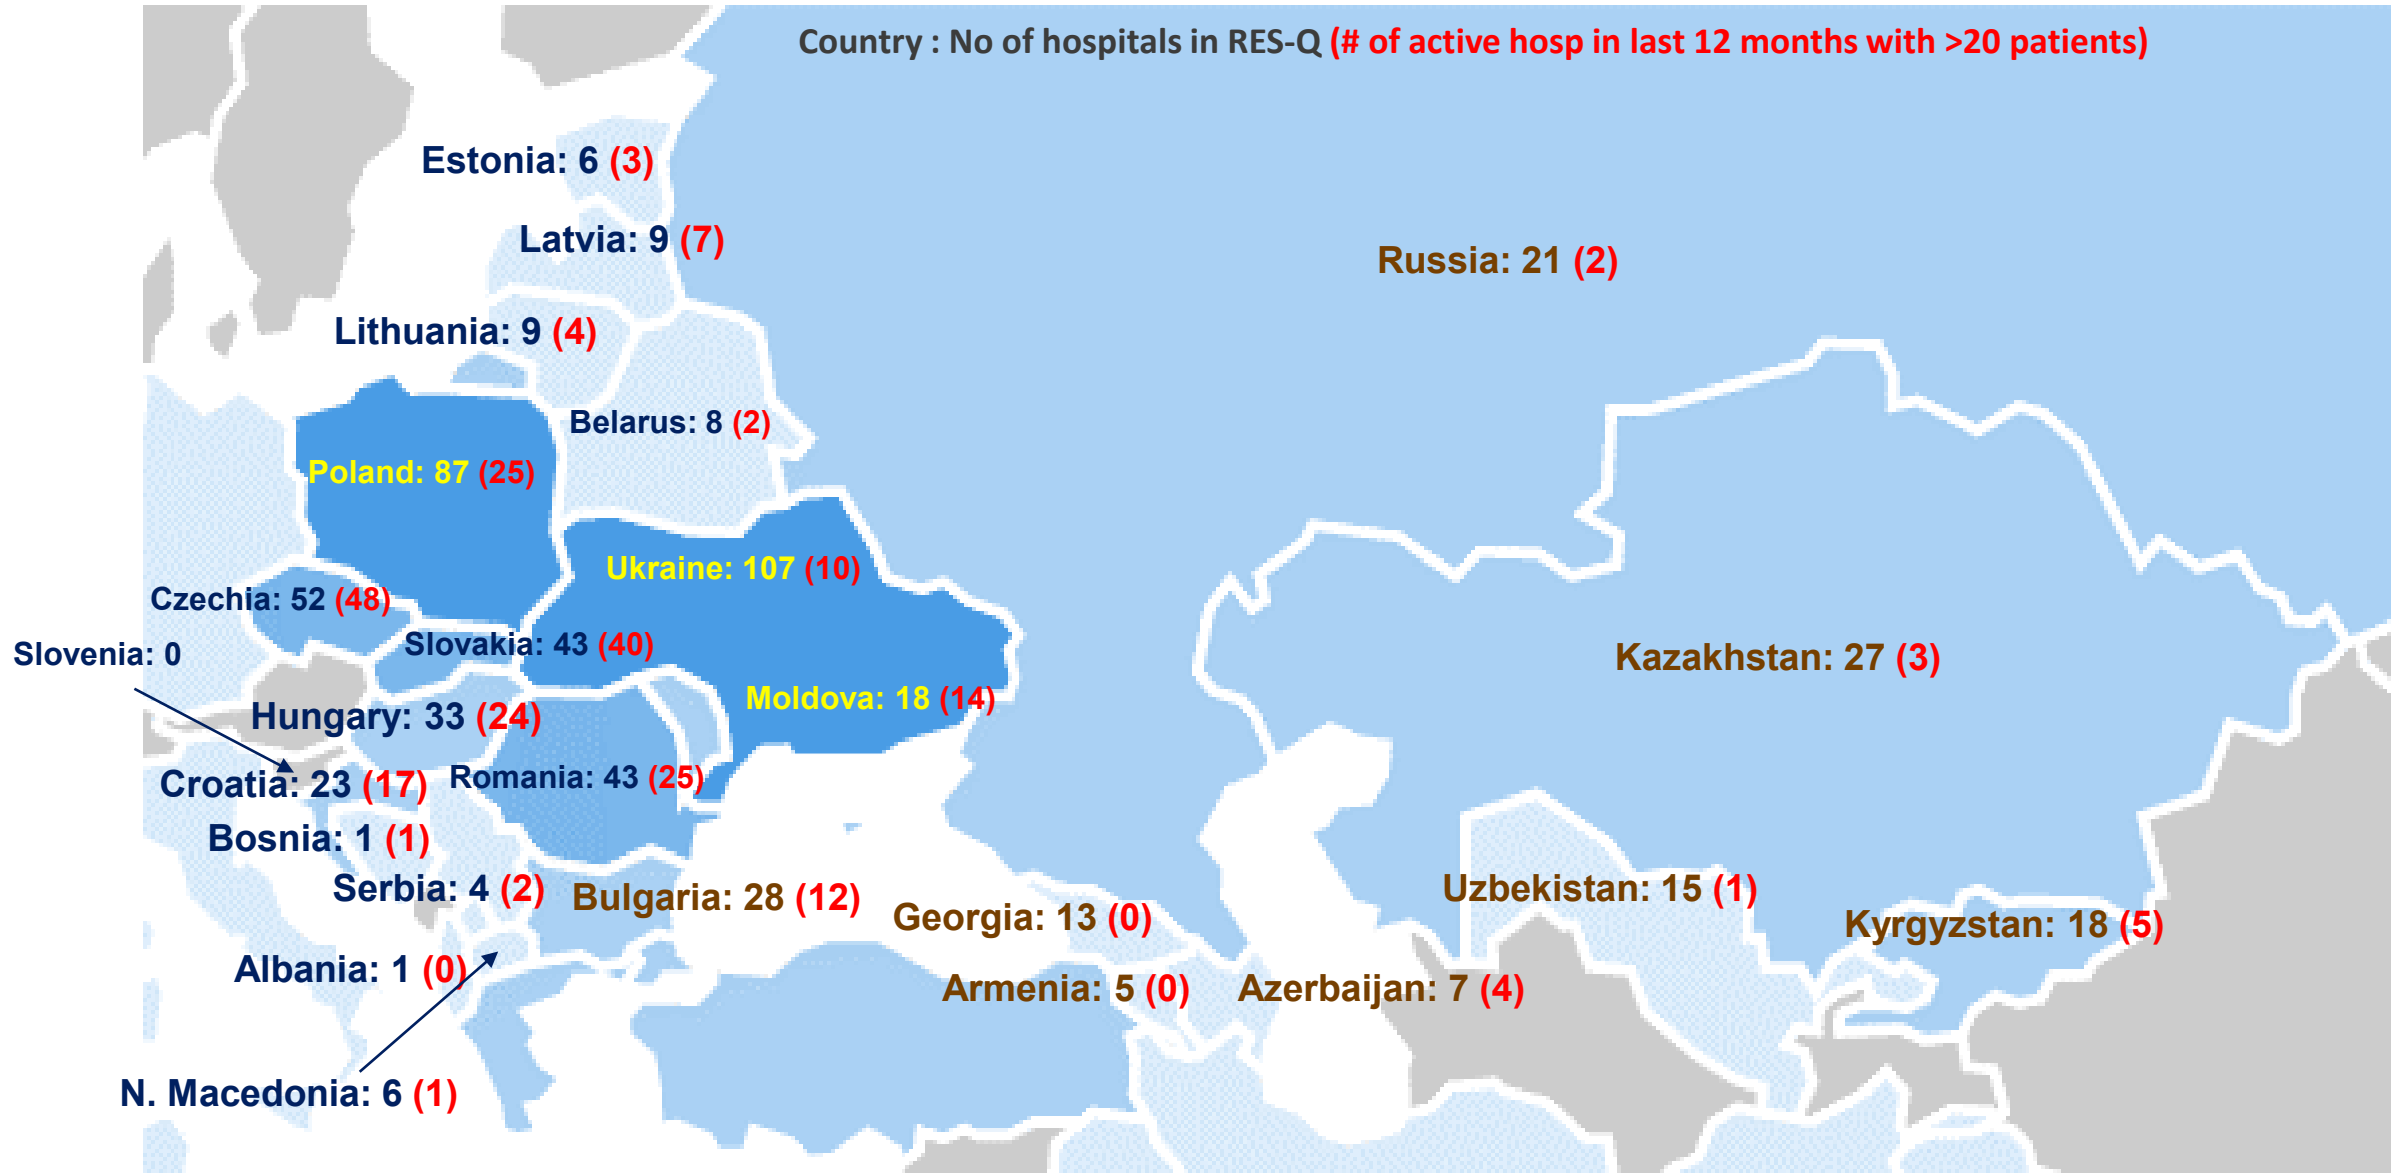 Country : No of hospitals in RES-Q (# of active hosp in last 12 months with >20 patients)
Estonia: 6 (3)
Latvia: 9 (7)
Russia: 21 (2)
Lithuania: 9 (4)
Belarus: 8 (2)
Poland: 87 (25)
Ukraine: 107 (10)
Czechia: 52 (48)
Slovakia: 43 (40)
Slovenia: 0
Kazakhstan: 27 (3)
Moldova: 18 (14)
Hungary: 33 (24)
Croatia: 23 (17)
Romania: 43 (25)
Bosnia: 1 (1)
Serbia: 4 (2)
Bulgaria: 28 (12)
Georgia: 13 (0)
Uzbekistan: 15 (1)
Kyrgyzstan: 18 (5)
Albania: 1 (0)
Armenia: 5 (0)
Azerbaijan: 7 (4)
N. Macedonia: 6 (1)